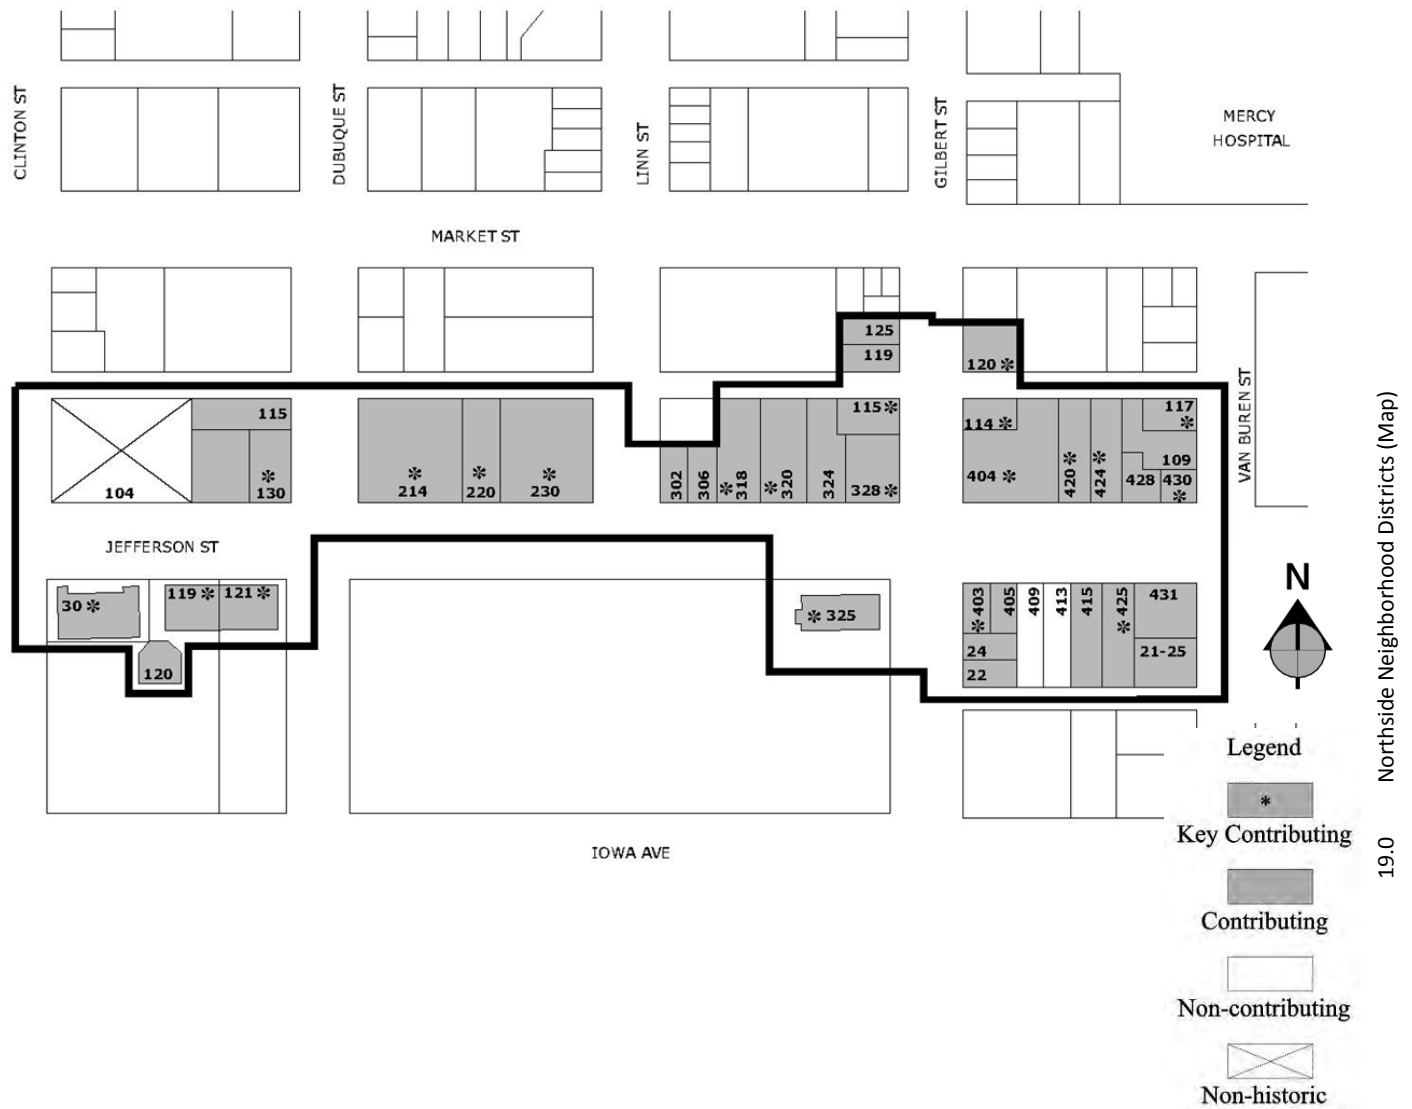 CLINTON ST
DUBUQUE ST
LINN ST
GILBERT ST
MERCY
HOSPITAL
MARKET ST
125
119
120 *
VAN BUREN ST
115
104
* 130
* 214
* 220
* 230
302
306
* 318
* 320
324
115 *
328 *
114 *
404 *
420 *
424 *
117 *
109
428
430 *
JEFFERSON ST
30 *
119 *
121 *
120
* 325
* 403
405
409
413
415
* 425
431
24
22
21-25
N
IOWA AVE
Legend
*
Key Contributing
Contributing
Non-contributing
Non-historic
19.0 Northside Neighborhood Districts (Map)